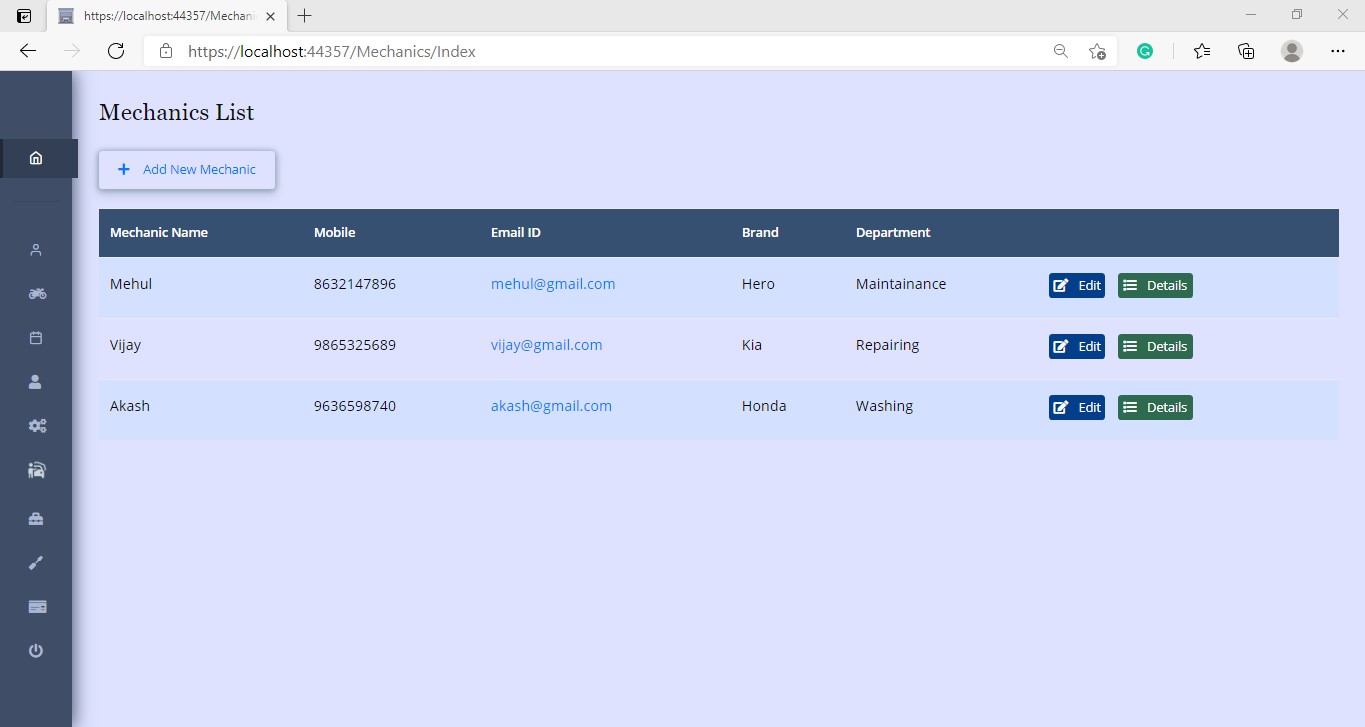 https://localhost:44357/Mechani
https://localhost:44357/Mechanics/Index
Mechanics List
+ Add New Mechanic
Mechanic Name Mobile Email ID Brand Department
Mehul 8632147896 mehul@gmail.com Hero Maintainance Edit Details
Vijay 9865325689 vijay@gmail.com Kia Repairing Edit Details
Akash 9636598740 akash@gmail.com Honda Washing Edit Details